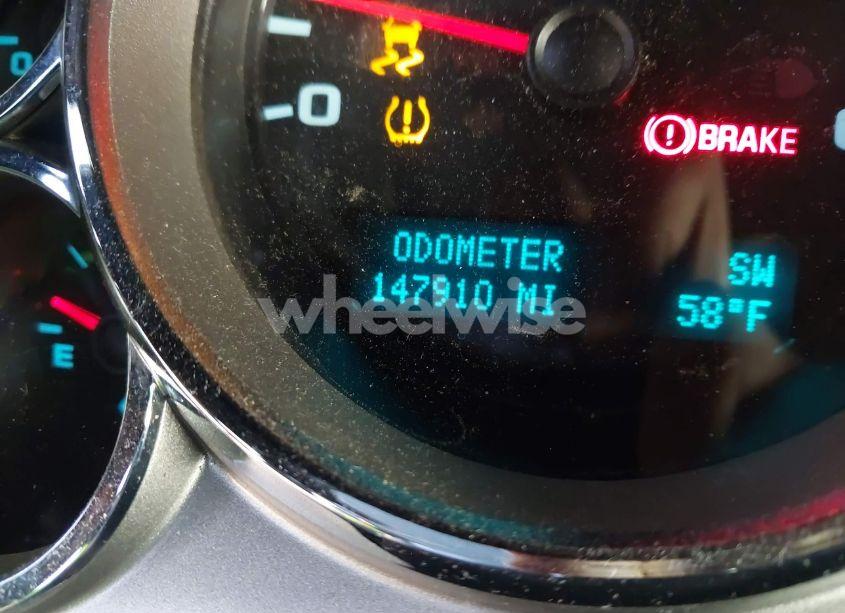 0
BRAKE
ODOMETER
147910 MI
SW
58°F
wheelwise
E